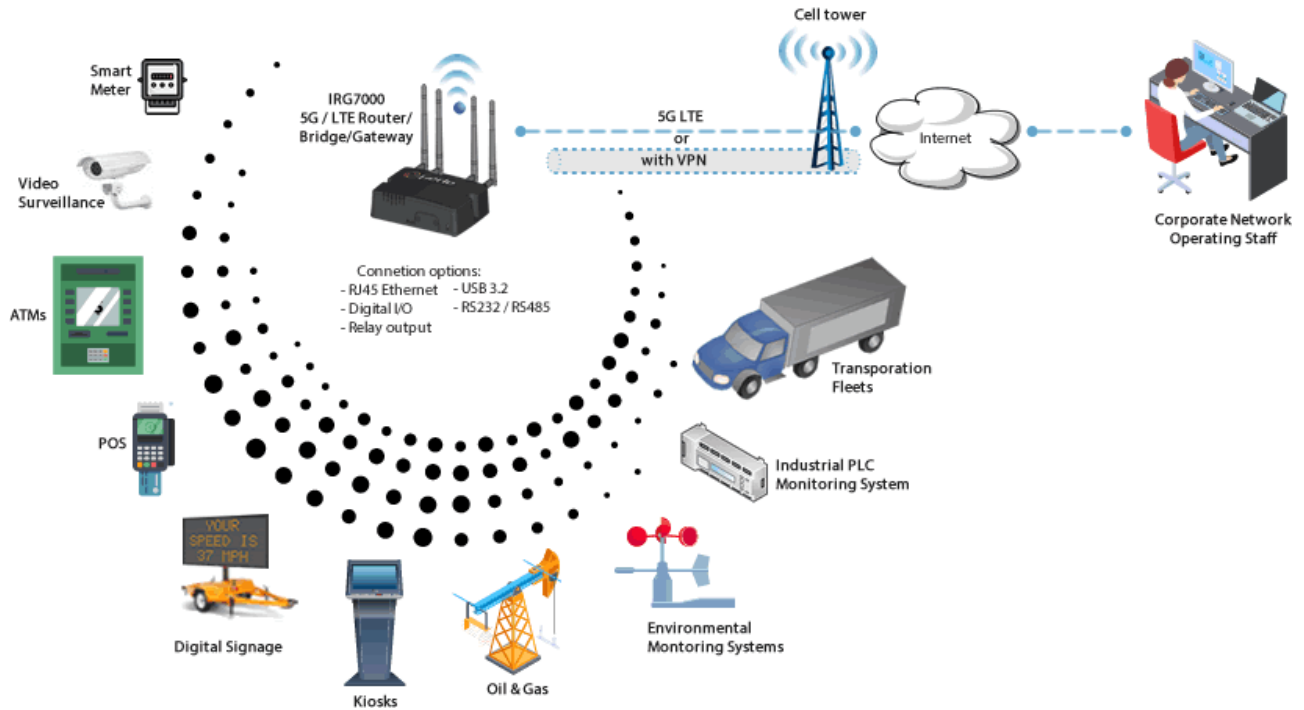 Cell tower
Smart
Meter
IRG7000
5G / LTE Router/
Bridge/Gateway
5G LTE
or
with VPN
Internet
Video
Surveillance
Corporate Network
Operating Staff
Connetion options:
- RJ45 Ethernet
- USB 3.2
- Digital I/O
- RS232 / RS485
- Relay output
ATMs
Transporation
Fleets
POS
Industrial PLC
Monitoring System
YOUR
SPEED IS
37 MPH
Digital Signage
Kiosks
Oil & Gas
Environmental
Montoring Systems